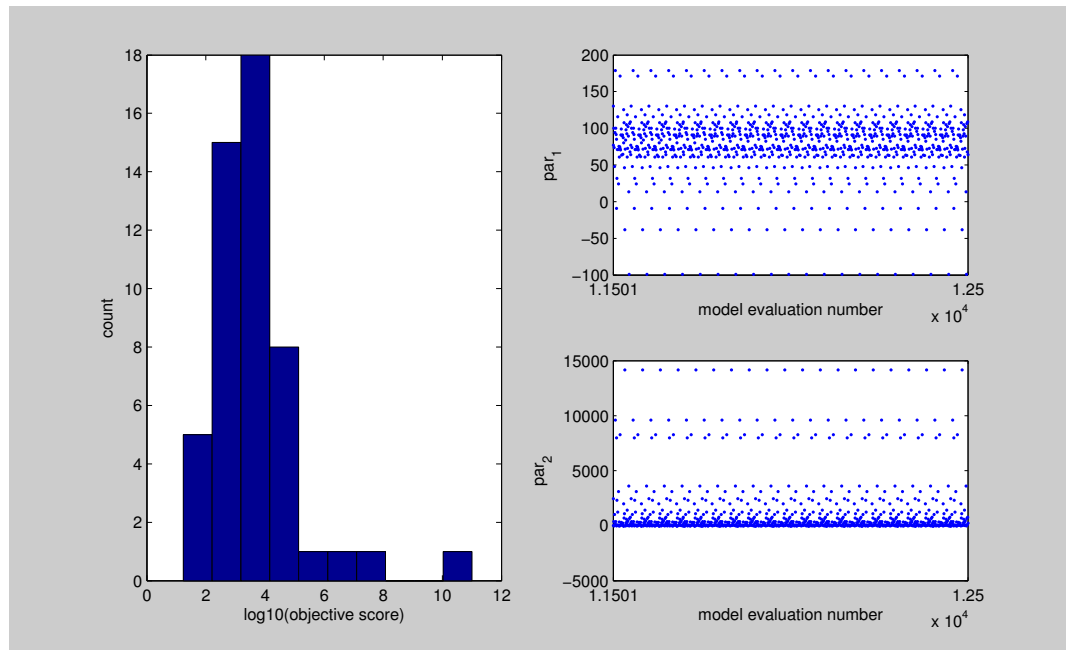 18
16
14
12
10
8
6
4
2
0
count
0 2 4 6 8 10 12
log10(objective score)
200
150
100
50
0
−50
−100
par1
1.1501 1.25
model evaluation number
x 10^4
15000
10000
5000
0
−5000
par2
1.1501 1.25
model evaluation number
x 10^4